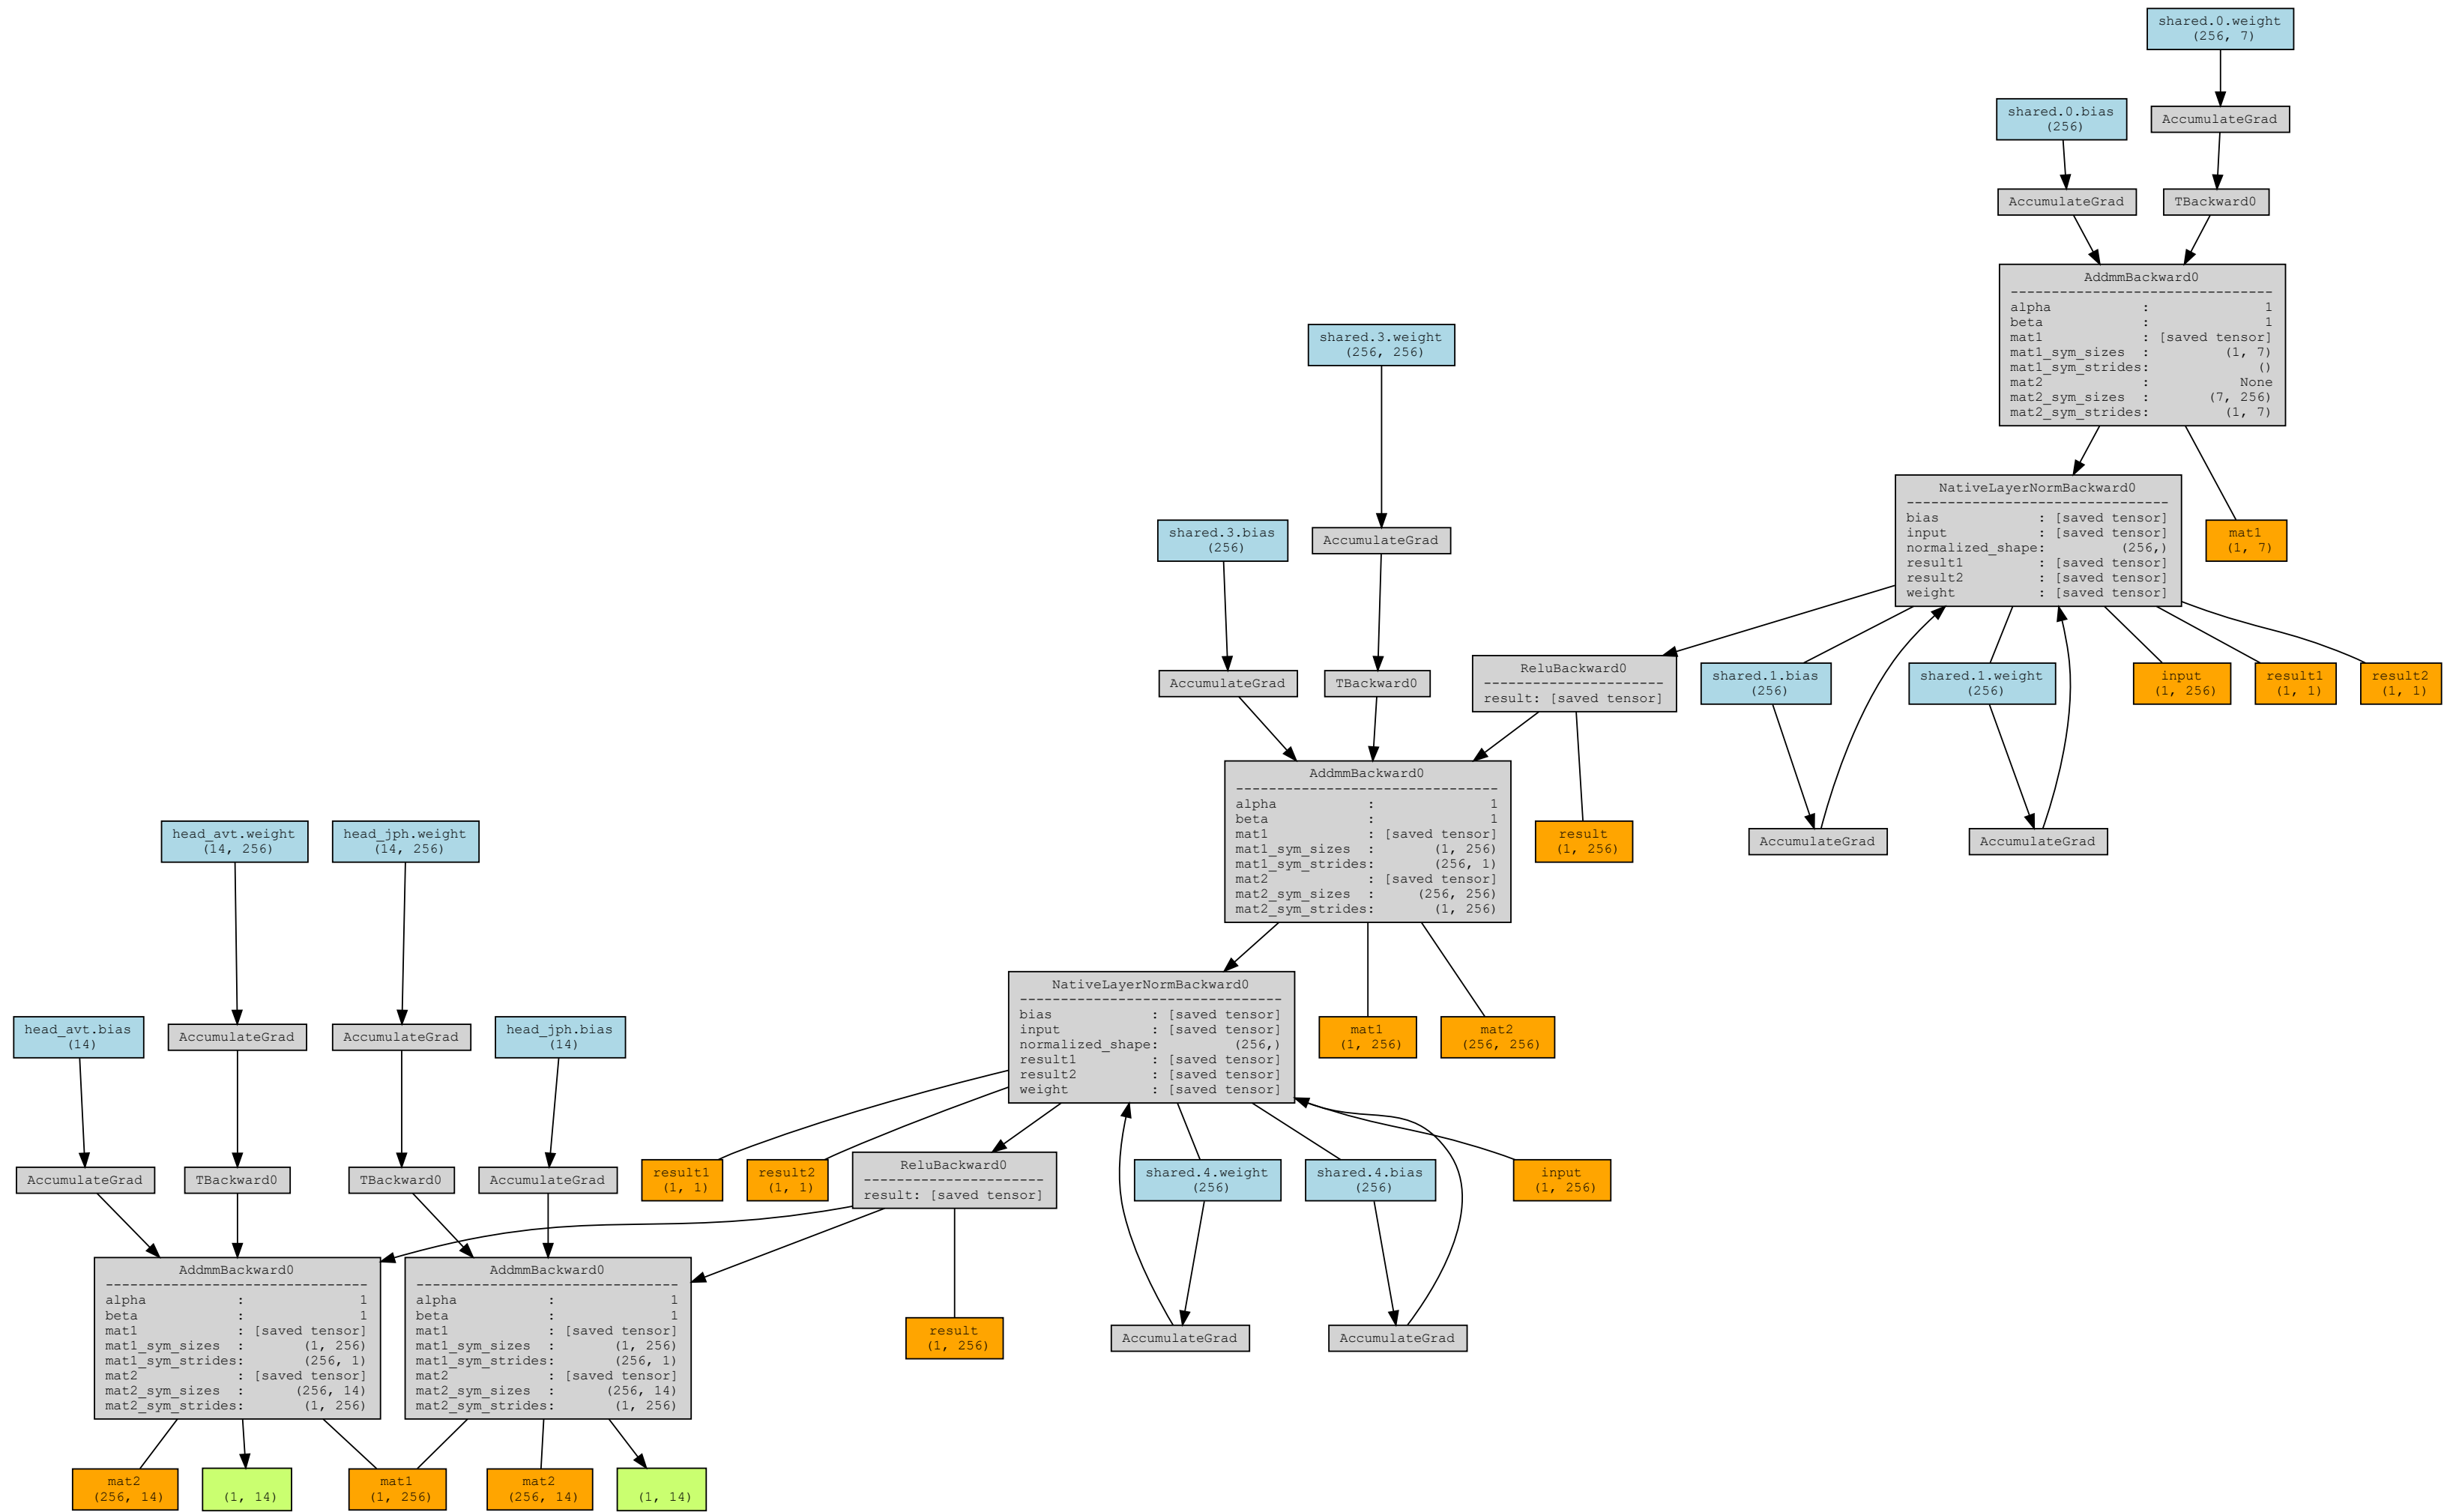 shared.0.weight
(256, 7)
shared.0.bias
(256)
AccumulateGrad
AccumulateGrad
TBackward0
AddmmBackward0
--------------------------------
alpha           :              1
beta            :              1
mat1            : [saved tensor]
mat1_sym_sizes  :         (1, 7)
mat1_sym_strides:             ()
mat2            :           None
mat2_sym_sizes  :       (7, 256)
mat2_sym_strides:         (1, 7)
shared.3.weight
(256, 256)
NativeLayerNormBackward0
--------------------------------
bias            : [saved tensor]
input           : [saved tensor]
normalized_shape:         (256,)
result1         : [saved tensor]
result2         : [saved tensor]
weight          : [saved tensor]
mat1
(1, 7)
shared.3.bias
(256)
AccumulateGrad
AccumulateGrad
TBackward0
ReluBackward0
----------------------
result: [saved tensor]
shared.1.bias
(256)
shared.1.weight
(256)
input
(1, 256)
result1
(1, 1)
result2
(1, 1)
AddmmBackward0
--------------------------------
alpha           :              1
beta            :              1
mat1            : [saved tensor]
mat1_sym_sizes  :       (1, 256)
mat1_sym_strides:       (256, 1)
mat2            : [saved tensor]
mat2_sym_sizes  :     (256, 256)
mat2_sym_strides:       (1, 256)
head_avt.weight
(14, 256)
head_jph.weight
(14, 256)
result
(1, 256)
AccumulateGrad
AccumulateGrad
NativeLayerNormBackward0
--------------------------------
bias            : [saved tensor]
input           : [saved tensor]
normalized_shape:         (256,)
result1         : [saved tensor]
result2         : [saved tensor]
weight          : [saved tensor]
head_avt.bias
(14)
AccumulateGrad
AccumulateGrad
head_jph.bias
(14)
mat1
(1, 256)
mat2
(256, 256)
AccumulateGrad
TBackward0
TBackward0
AccumulateGrad
result1
(1, 1)
result2
(1, 1)
ReluBackward0
----------------------
result: [saved tensor]
shared.4.weight
(256)
shared.4.bias
(256)
input
(1, 256)
AddmmBackward0
--------------------------------
alpha           :              1
beta            :              1
mat1            : [saved tensor]
mat1_sym_sizes  :       (1, 256)
mat1_sym_strides:       (256, 1)
mat2            : [saved tensor]
mat2_sym_sizes  :      (256, 14)
mat2_sym_strides:       (1, 256)
AddmmBackward0
--------------------------------
alpha           :              1
beta            :              1
mat1            : [saved tensor]
mat1_sym_sizes  :       (1, 256)
mat1_sym_strides:       (256, 1)
mat2            : [saved tensor]
mat2_sym_sizes  :      (256, 14)
mat2_sym_strides:       (1, 256)
result
(1, 256)
AccumulateGrad
AccumulateGrad
mat2
(256, 14)
(1, 14)
mat1
(1, 256)
mat2
(256, 14)
(1, 14)